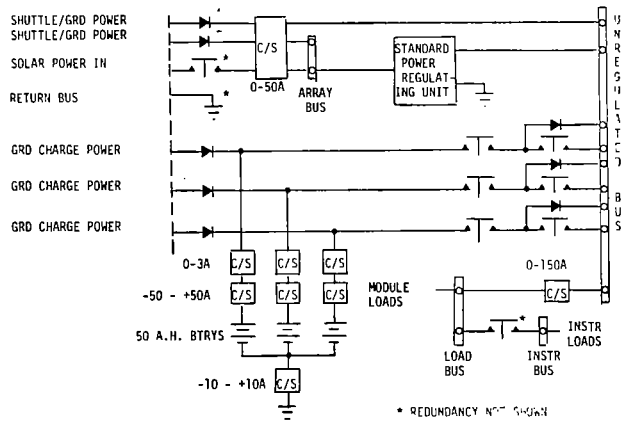 SHUTTLE/GRD POWER
SHUTTLE/GRD POWER
SOLAR POWER IN
*
RETURN BUS
*
C/S
0-50A
ARRAY
BUS
STANDARD
POWER
REGULAT-
ING UNIT
UNREGULATED BUS
GRD CHARGE POWER
GRD CHARGE POWER
GRD CHARGE POWER
0-3A
C/S
C/S
C/S
-50 - +50A
C/S
C/S
C/S
50 A.H. BTRYS
-10 - +10A
C/S
MODULE
LOADS
0-150A
C/S
LOAD
BUS
*
INSTR
BUS
INSTR
LOADS
* REDUNDANCY NOT SHOWN